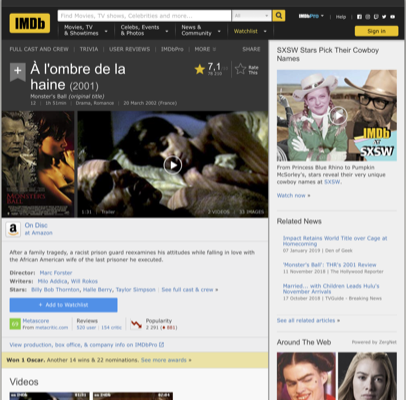 IMDb
Find Movies, TV shows, Celebrities and more...
All
IMDbPro
Help
Movies, TV
& Showtimes
Celebs, Events
& Photos
News &
Community
Watchlist
Sign in
FULL CAST AND CREW | TRIVIA | USER REVIEWS | IMDbPro | MORE
SHARE
À l'ombre de la
haine (2001)
Monster's Ball (original title)
12 | 1h 51min | Drama, Romance | 20 March 2002 (France)
7,1
Rate
This
1:31 | Trailer
2 VIDEOS | 31 IMAGES
On Disc
at Amazon
After a family tragedy, a racist prison guard reexamines his attitudes while falling in love with
the African American wife of the last prisoner he executed.
Director: Marc Forster
Writers: Milo Addica, Will Rokos
Stars: Billy Bob Thornton, Halle Berry, Taylor Simpson | See full cast & crew »
+ Add to Watchlist
Metascore
From metacritic.com
Reviews
520 user | 154 critic
Popularity
2 291 (881)
View production, box office, & company info on IMDbPro
Won 1 Oscar. Another 14 wins & 22 nominations. See more awards »
Videos
SXSW Stars Pick Their Cowboy
Names
IMDb
at SXSW
From Princess Blue Rhino to Pumpkin
McSorley's, stars reveal their very unique
cowboy names at SXSW.
Watch now »
Related News
Impact Retains World Title over Cage at
Homecoming
07 January 2019 | Den of Geek
'Monster's Ball': THR's 2001 Review
11 November 2018 | The Hollywood Reporter
Married... with Children Leads Hulu's
November Arrivals
17 October 2018 | TVGuide - Breaking News
See all related articles »
Around The Web
Powered by ZergNet